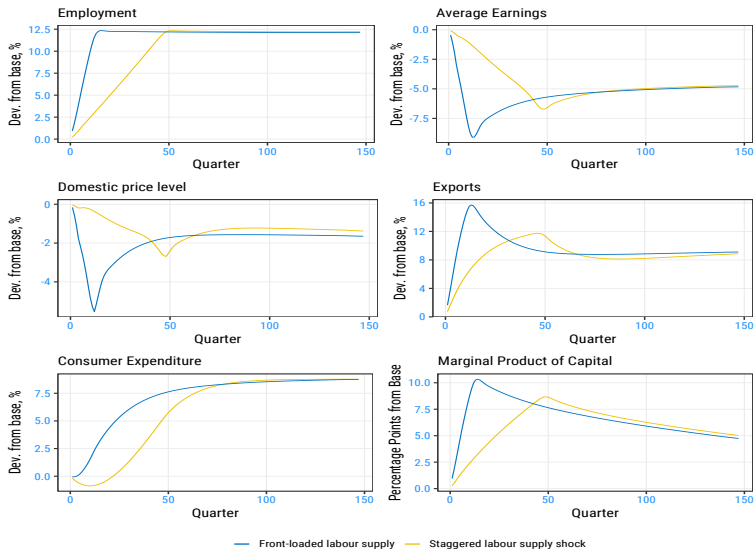 Employment
Dev. from base, %
12.5
10.0
7.5
5.0
2.5
0.0
0
50
100
150
Quarter
Average Earnings
Dev. from base, %
0.0
-2.5
-5.0
-7.5
0
50
100
150
Quarter
Domestic price level
Dev. from base, %
0
-2
-4
0
50
100
150
Quarter
Exports
Dev. from base, %
16
12
8
4
0
0
50
100
150
Quarter
Consumer Expenditure
Dev. from base, %
7.5
5.0
2.5
0.0
0
50
100
150
Quarter
Marginal Product of Capital
Percentage Points from Base
10.0
7.5
5.0
2.5
0.0
0
50
100
150
Quarter
Front-loaded labour supply
Staggered labour supply shock